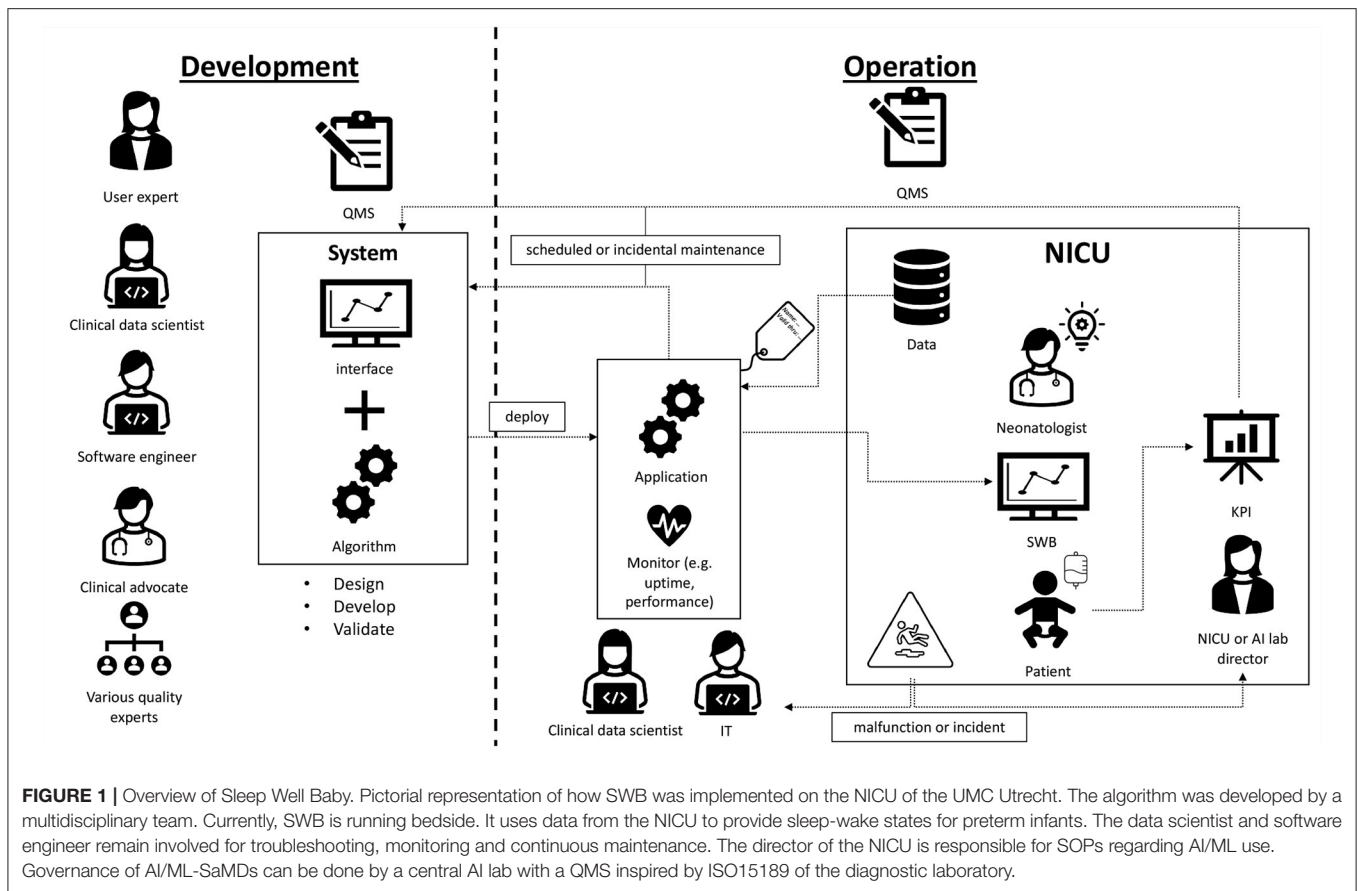 Development
Operation
User expert
QMS
QMS
Clinical data scientist
System
interface
Algorithm
Software engineer
Clinical advocate
Various quality
experts
• Design
• Develop
• Validate
scheduled or incidental maintenance
deploy
Name:...
Valid thru:...
Application
Monitor (e.g.
uptime,
performance)
Clinical data scientist
IT
NICU
Data
Neonatologist
SWB
Patient
KPI
NICU or AI lab
director
malfunction or incident
FIGURE 1 | Overview of Sleep Well Baby. Pictorial representation of how SWB was implemented on the NICU of the UMC Utrecht. The algorithm was developed by a
multidisciplinary team. Currently, SWB is running bedside. It uses data from the NICU to provide sleep-wake states for preterm infants. The data scientist and software
engineer remain involved for troubleshooting, monitoring and continuous maintenance. The director of the NICU is responsible for SOPs regarding AI/ML use.
Governance of AI/ML-SaMDs can be done by a central AI lab with a QMS inspired by ISO15189 of the diagnostic laboratory.